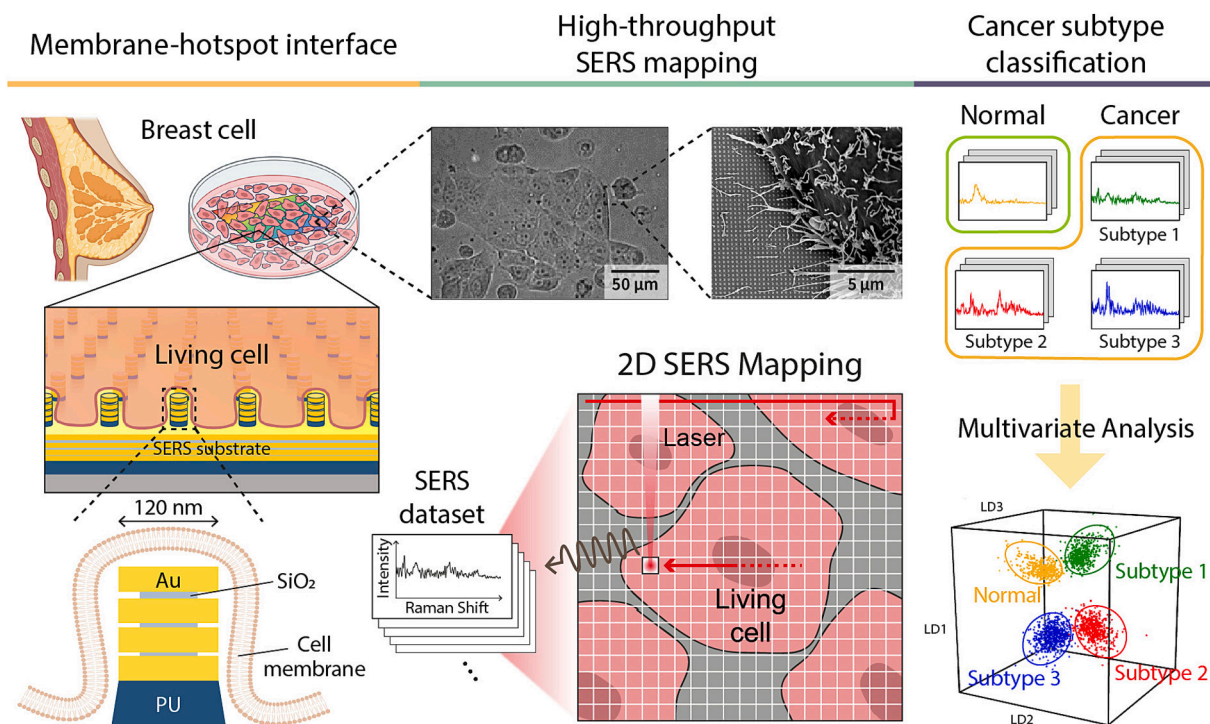 Membrane-hotspot interface
High-throughput
SERS mapping
Cancer subtype
classification
Breast cell
50 µm
5 µm
Living cell
SERS substrate
120 nm
Au
SiO₂
Cell
membrane
PU
2D SERS Mapping
Laser
Living
cell
SERS
dataset
Intensity
Raman Shift
Normal
Cancer
Subtype 1
Subtype 2
Subtype 3
Multivariate Analysis
LD3
Subtype 1
Normal
LD1
Subtype 3
Subtype 2
LD2